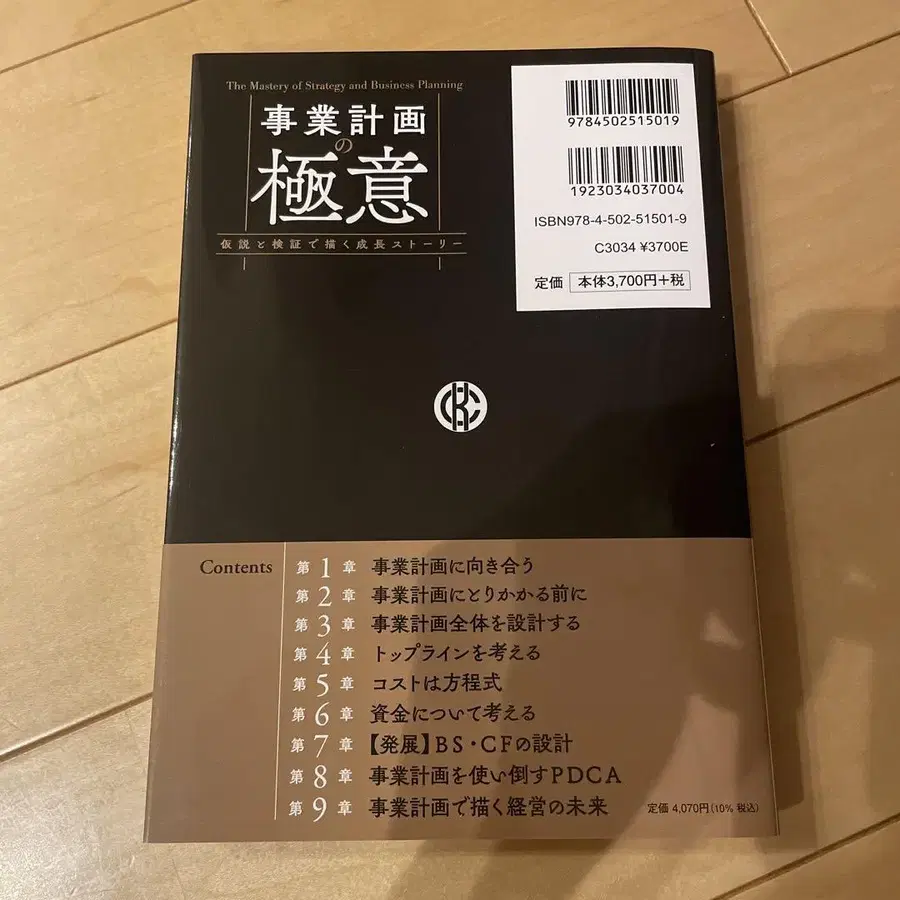 The Mastery of Strategy and Business Planning
事業計画の
極意
仮説と検証で描く成長ストーリー
9784502515019
1923034037004
ISBN978-4-502-51501-9
C3034 ¥3700E
定価 本体3,700円+税
Contents
第1章 事業計画に向き合う
第2章 事業計画にとりかかる前に
第3章 事業計画全体を設計する
第4章 トップラインを考える
第5章 コストは方程式
第6章 資金について考える
第7章 【発展】BS・CFの設計
第8章 事業計画を使い倒すPDCA
第9章 事業計画で描く経営の未来
定価 4,070円(10% 税込)